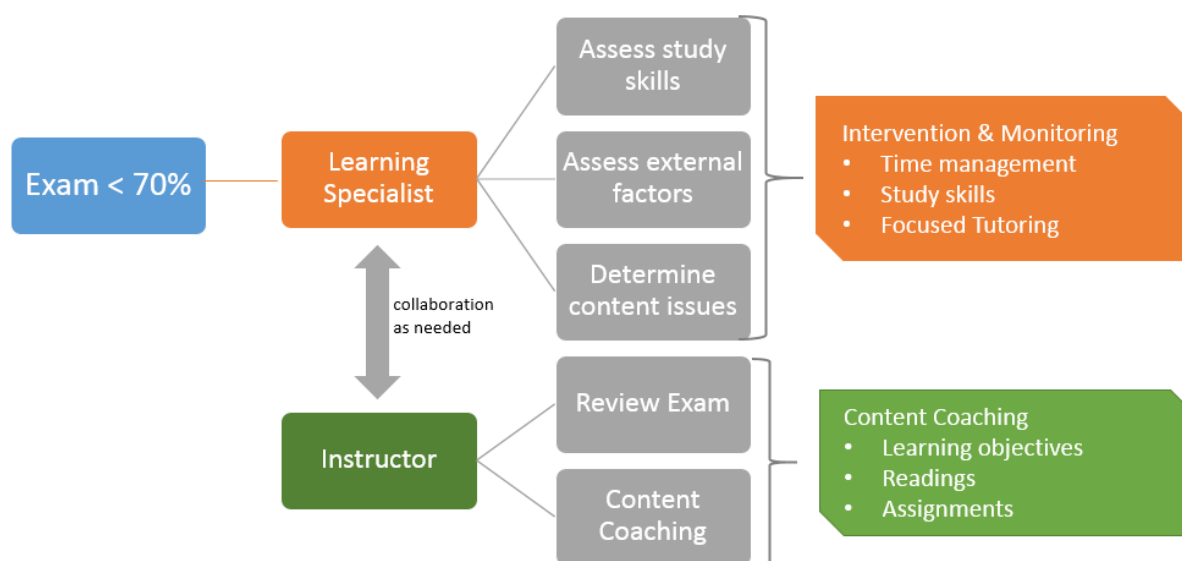 Exam < 70%
Learning
Specialist
Assess study
skills
Assess external
factors
Determine
content issues
Intervention & Monitoring
• Time management
• Study skills
• Focused Tutoring
collaboration
as needed
Instructor
Review Exam
Content
Coaching
Content Coaching
• Learning objectives
• Readings
• Assignments